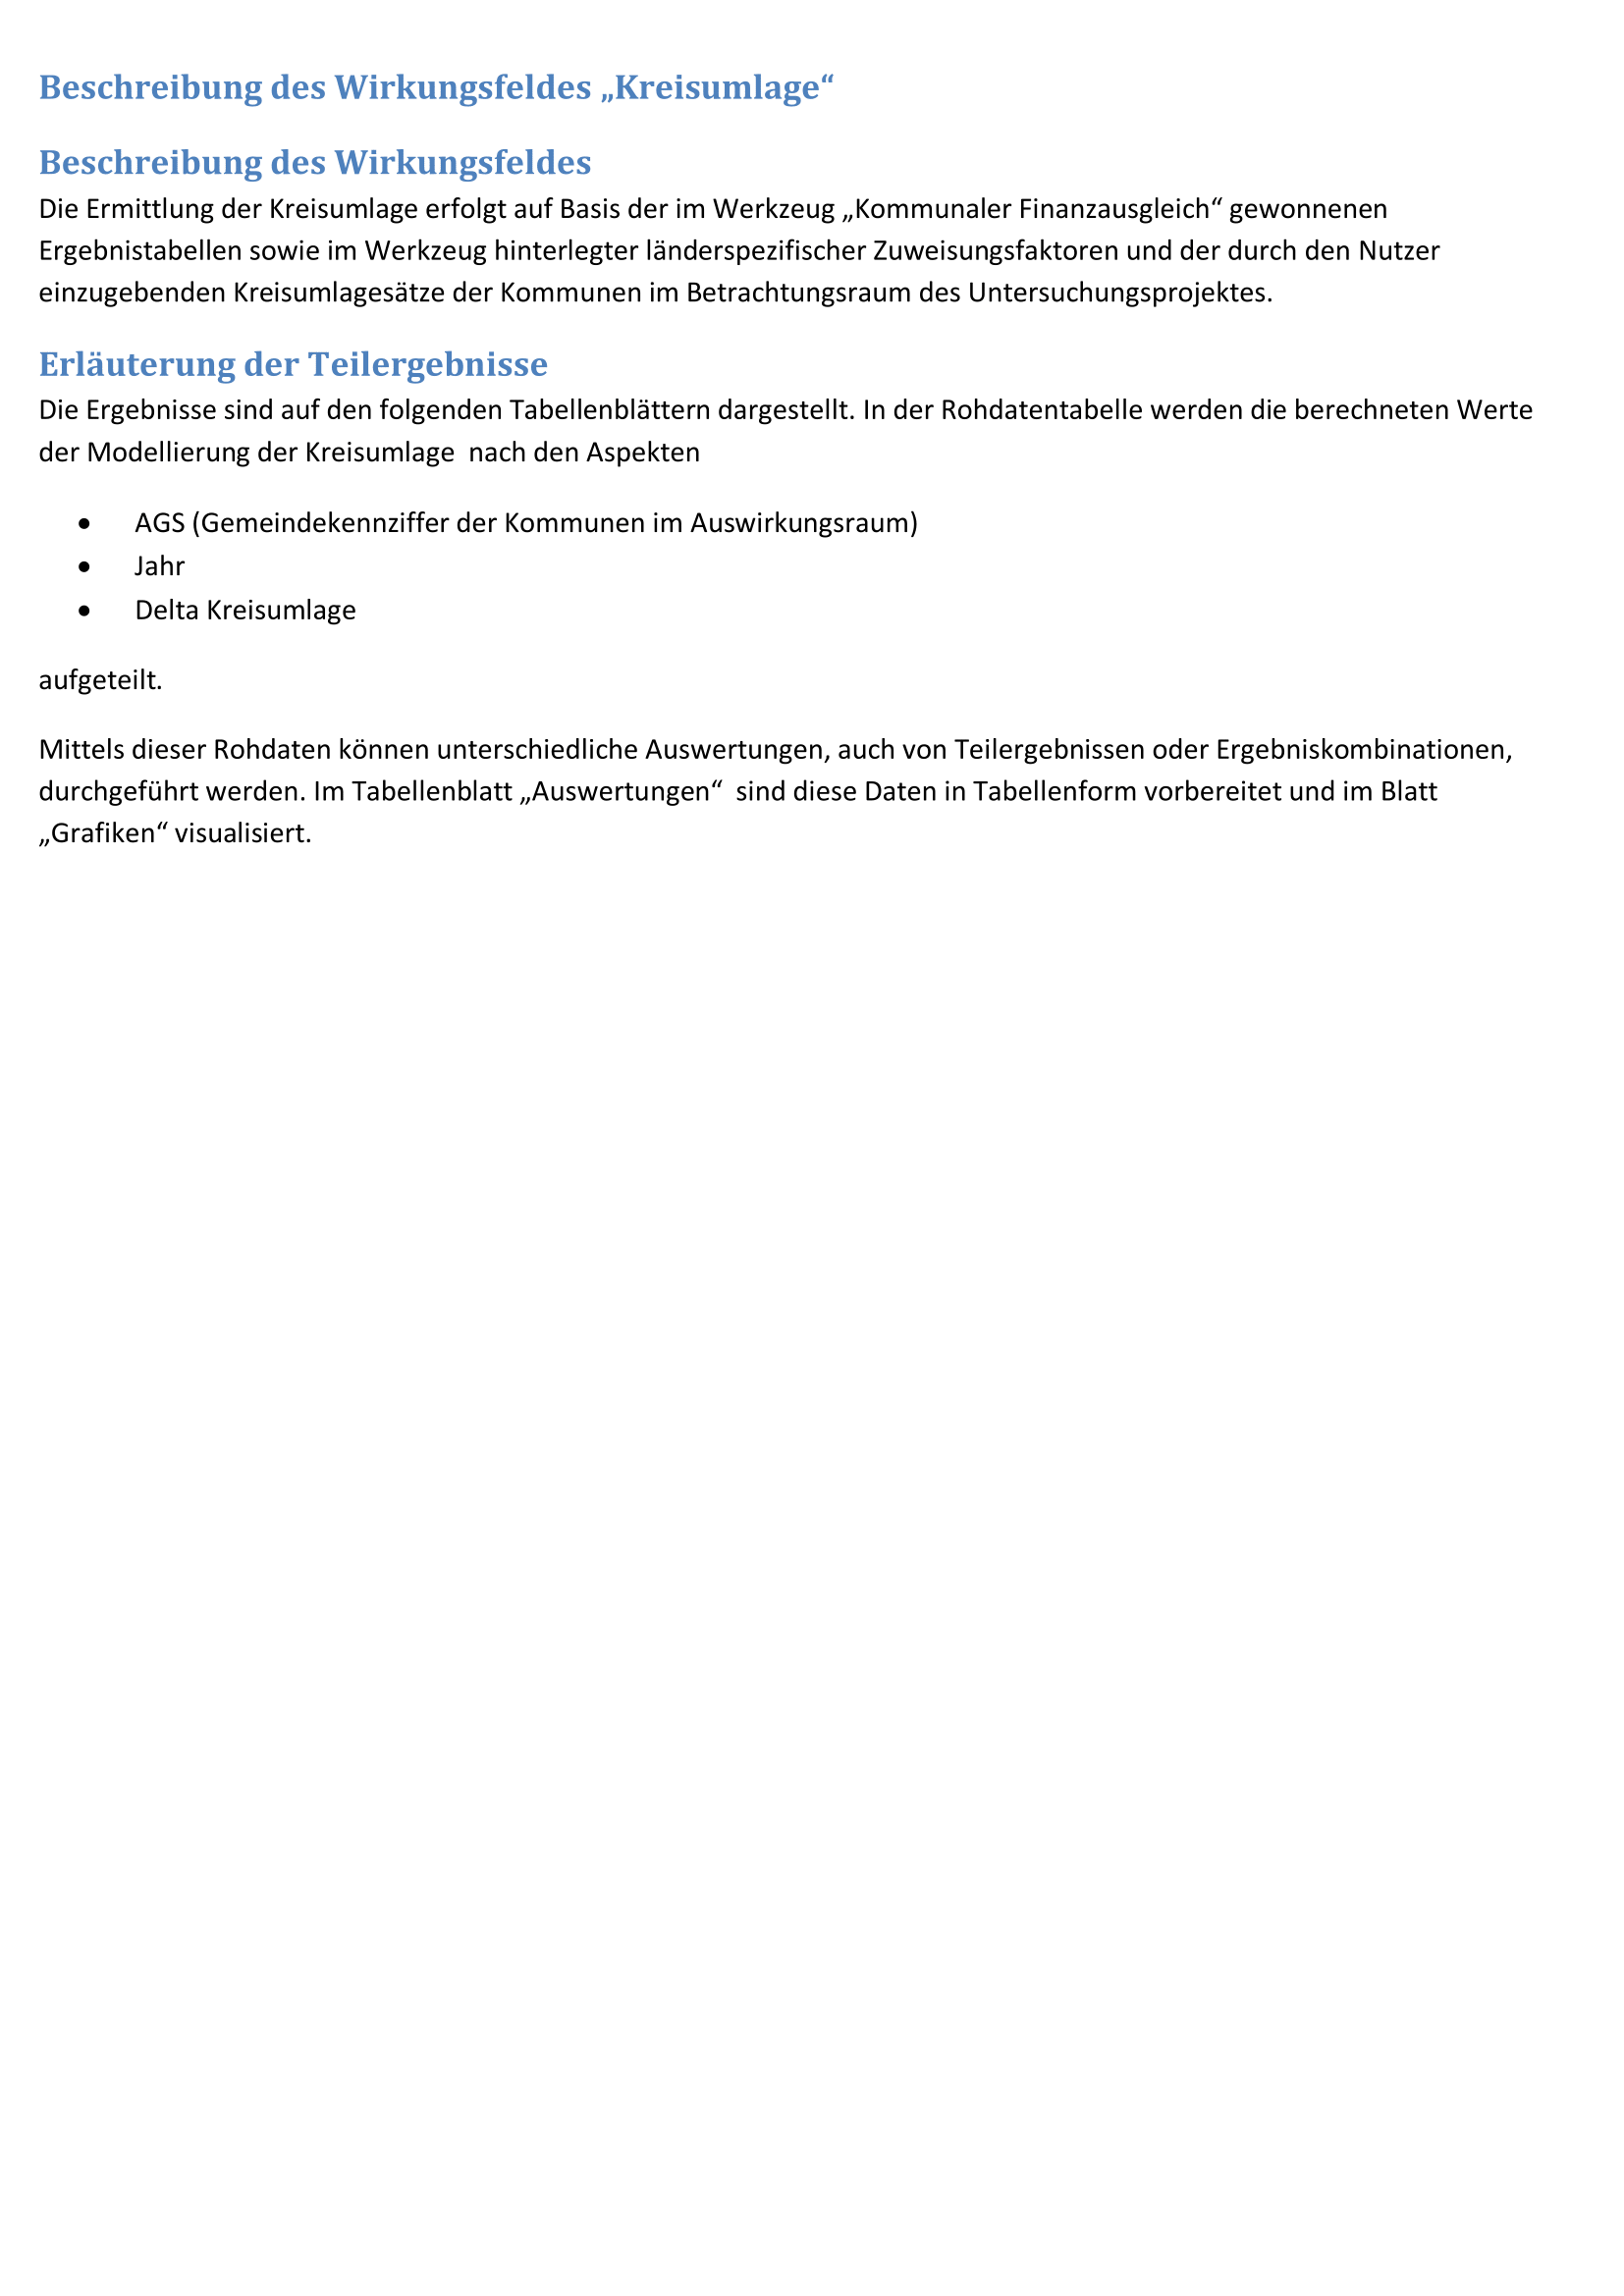 Beschreibung des Wirkungsfeldes „Kreisumlage“
Beschreibung des Wirkungsfeldes
Die Ermittlung der Kreisumlage erfolgt auf Basis der im Werkzeug „Kommunaler Finanzausgleich“ gewonnenen
Ergebnistabellen sowie im Werkzeug hinterlegter länderspezifischer Zuweisungsfaktoren und der durch den Nutzer
einzugebenden Kreisumlagesätze der Kommunen im Betrachtungsraum des Untersuchungsprojektes.
Erläuterung der Teilergebnisse
Die Ergebnisse sind auf den folgenden Tabellenblättern dargestellt. In der Rohdatentabelle werden die berechneten Werte
der Modellierung der Kreisumlage  nach den Aspekten
• AGS (Gemeindekennziffer der Kommunen im Auswirkungsraum)
• Jahr
• Delta Kreisumlage
aufgeteilt.
Mittels dieser Rohdaten können unterschiedliche Auswertungen, auch von Teilergebnissen oder Ergebniskombinationen,
durchgeführt werden. Im Tabellenblatt „Auswertungen“  sind diese Daten in Tabellenform vorbereitet und im Blatt
„Grafiken“ visualisiert.